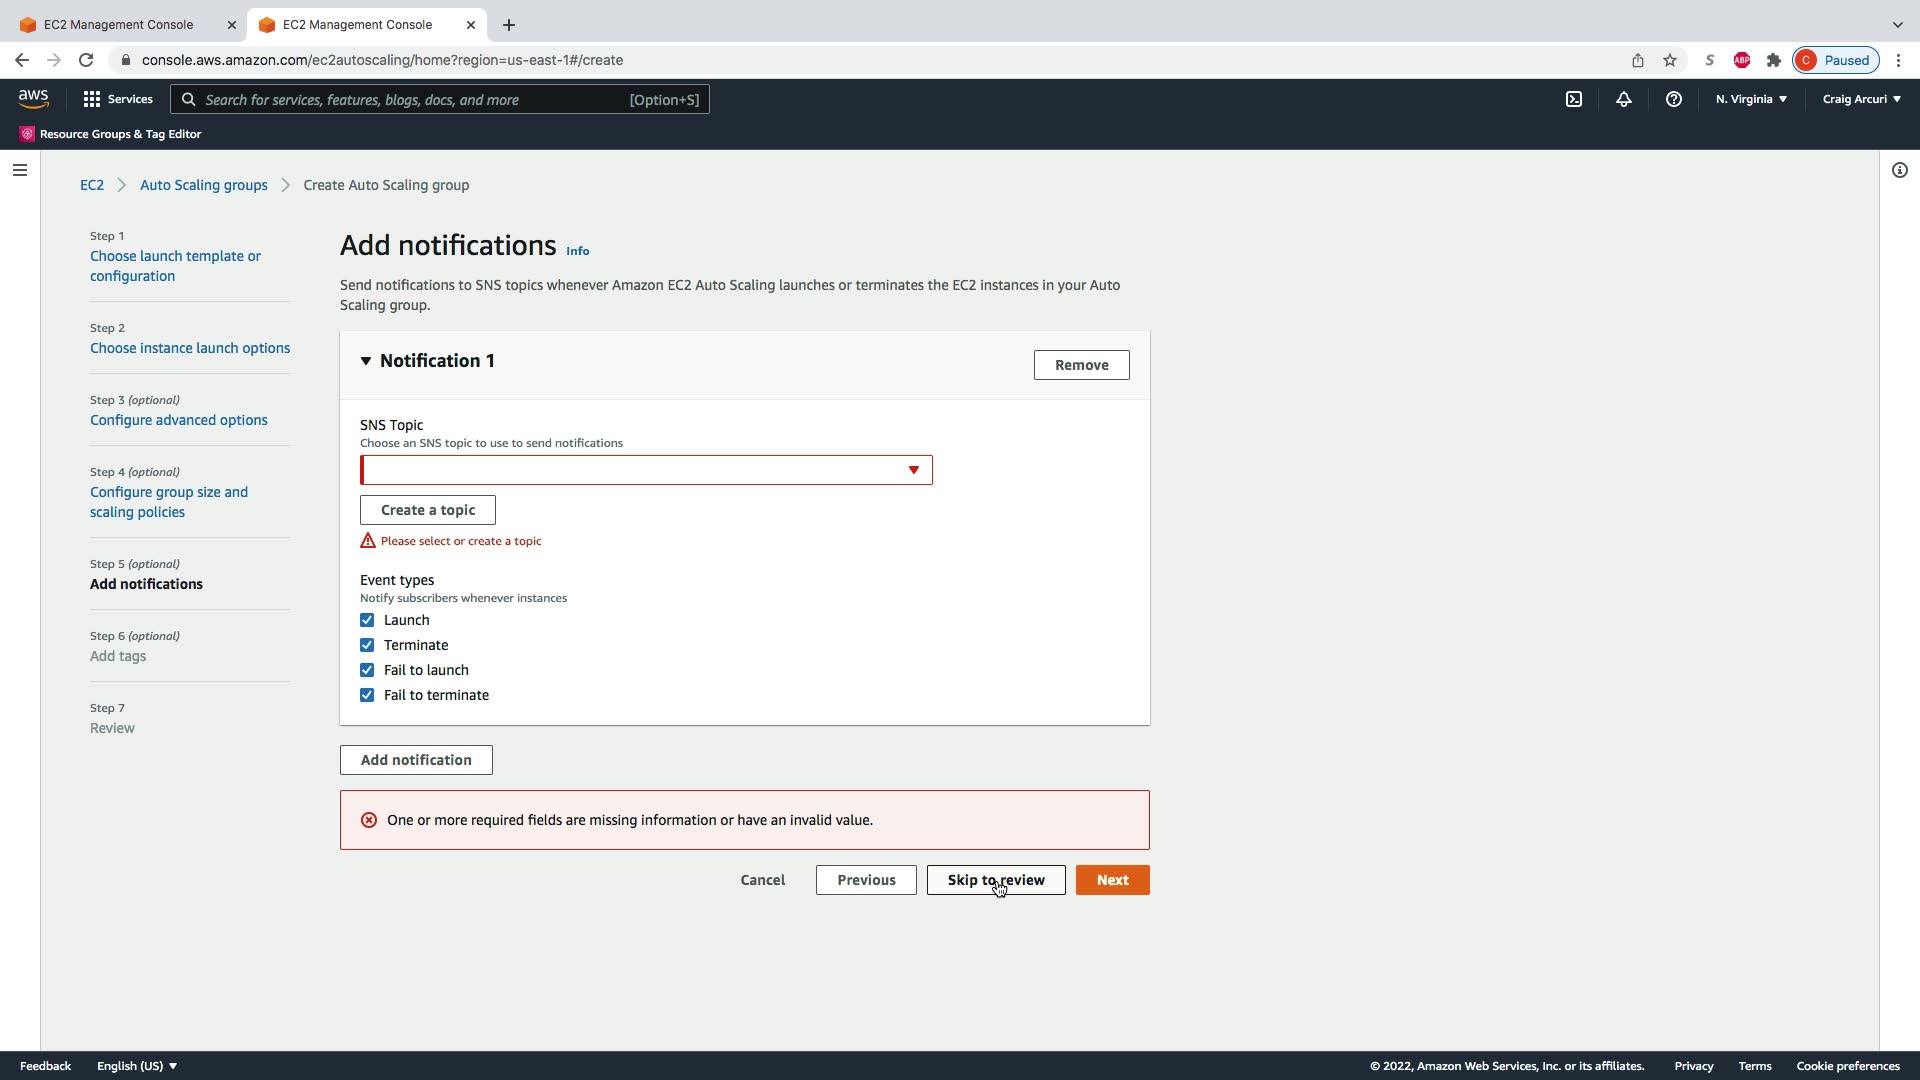 EC2 Management Console
EC2 Management Console
console.aws.amazon.com/ec2autoscaling/home?region=us-east-1#/create
S
ABP
C Paused
aws
Services
Search for services, features, blogs, docs, and more [Option+S]
N. Virginia
Craig Arcuri
Resource Groups & Tag Editor
EC2
Auto Scaling groups
Create Auto Scaling group
Step 1
Choose launch template or
configuration
Step 2
Choose instance launch options
Step 3 (optional)
Configure advanced options
Step 4 (optional)
Configure group size and
scaling policies
Step 5 (optional)
Add notifications
Step 6 (optional)
Add tags
Step 7
Review
Add notifications Info
Send notifications to SNS topics whenever Amazon EC2 Auto Scaling launches or terminates the EC2 instances in your Auto
Scaling group.
Notification 1
Remove
SNS Topic
Choose an SNS topic to use to send notifications
Create a topic
Please select or create a topic
Event types
Notify subscribers whenever instances
Launch
Terminate
Fail to launch
Fail to terminate
Add notification
One or more required fields are missing information or have an invalid value.
Cancel
Previous
Skip to review
Next
Feedback
English (US)
© 2022, Amazon Web Services, Inc. or its affiliates.
Privacy
Terms
Cookie preferences